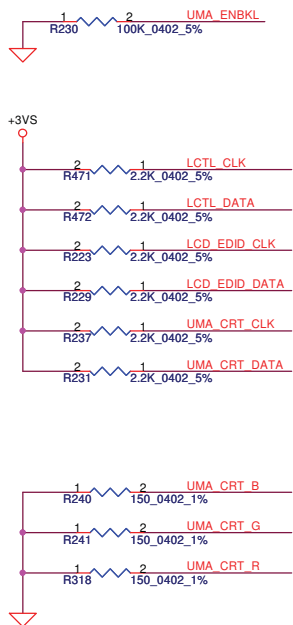 1 2 UMA_ENBKL
R230 100K_0402_5%
+3VS
2 1 LCTL_CLK
R471 2.2K_0402_5%
2 1 LCTL_DATA
R472 2.2K_0402_5%
2 1 LCD_EDID_CLK
R223 2.2K_0402_5%
2 1 LCD_EDID_DATA
R229 2.2K_0402_5%
2 1 UMA_CRT_CLK
R237 2.2K_0402_5%
2 1 UMA_CRT_DATA
R231 2.2K_0402_5%
1 2 UMA_CRT_B
R240 150_0402_1%
1 2 UMA_CRT_G
R241 150_0402_1%
1 2 UMA_CRT_R
R318 150_0402_1%